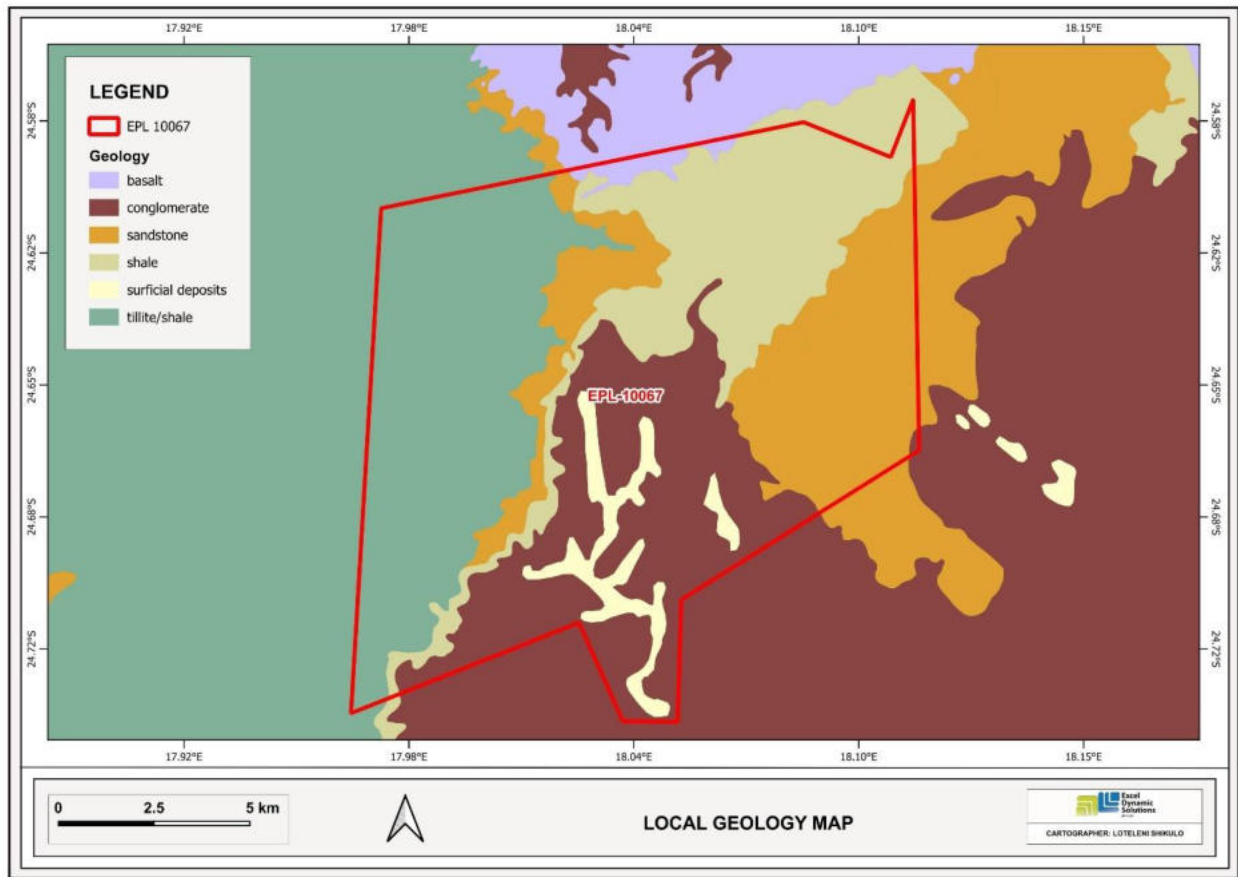 17.92°E 17.98°E 18.04°E 18.10°E 18.15°E
LEGEND
EPL 10067
Geology
basalt
conglomerate
sandstone
shale
surficial deposits
tillite/shale
24.58°S 24.58°S
24.62°S 24.62°S
24.65°S 24.65°S
EPL-10067
24.68°S 24.68°S
24.72°S 24.72°S
17.92°E 17.98°E 18.04°E 18.10°E 18.15°E
0 2.5 5 km
LOCAL GEOLOGY MAP
Excel
Dynamic
Solutions
CARTOGRAPHER: LOTELENI SHIKULO